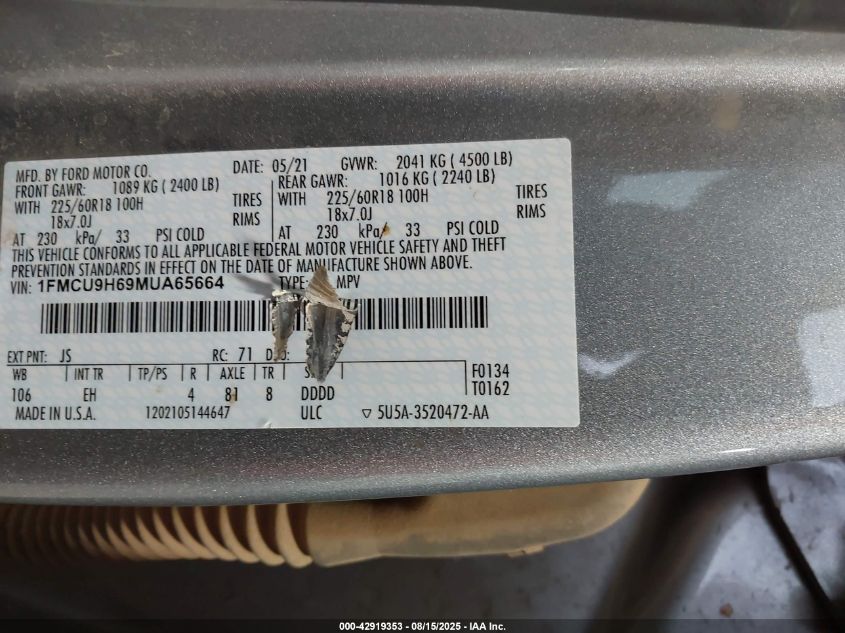 MFD. BY FORD MOTOR CO. DATE: 05/21 GVWR: 2041 KG ( 4500 LB)
FRONT GAWR: 1089 KG ( 2400 LB) REAR GAWR: 1016 KG ( 2240 LB)
WITH 225/60R18 100H TIRES WITH 225/60R18 100H TIRES
18x7.0J RIMS 18x7.0J RIMS
AT 230 kPa/ 33 PSI COLD AT 230 kPa/ 33 PSI COLD
THIS VEHICLE CONFORMS TO ALL APPLICABLE FEDERAL MOTOR VEHICLE SAFETY AND THEFT
PREVENTION STANDARDS IN EFFECT ON THE DATE OF MANUFACTURE SHOWN ABOVE.
VIN: 1FMCU9H69MUA65664 TYPE: MPV
EXT PNT: JS RC: 71
WB INT TR TP/PS R AXLE TR F0134
106 EH 4 81 8 DDDD T0162
MADE IN U.S.A. 1202105144647 ULC ▽ 5U5A-3520472-AA
000-42919353 - 08/15/2025 - IAA Inc.